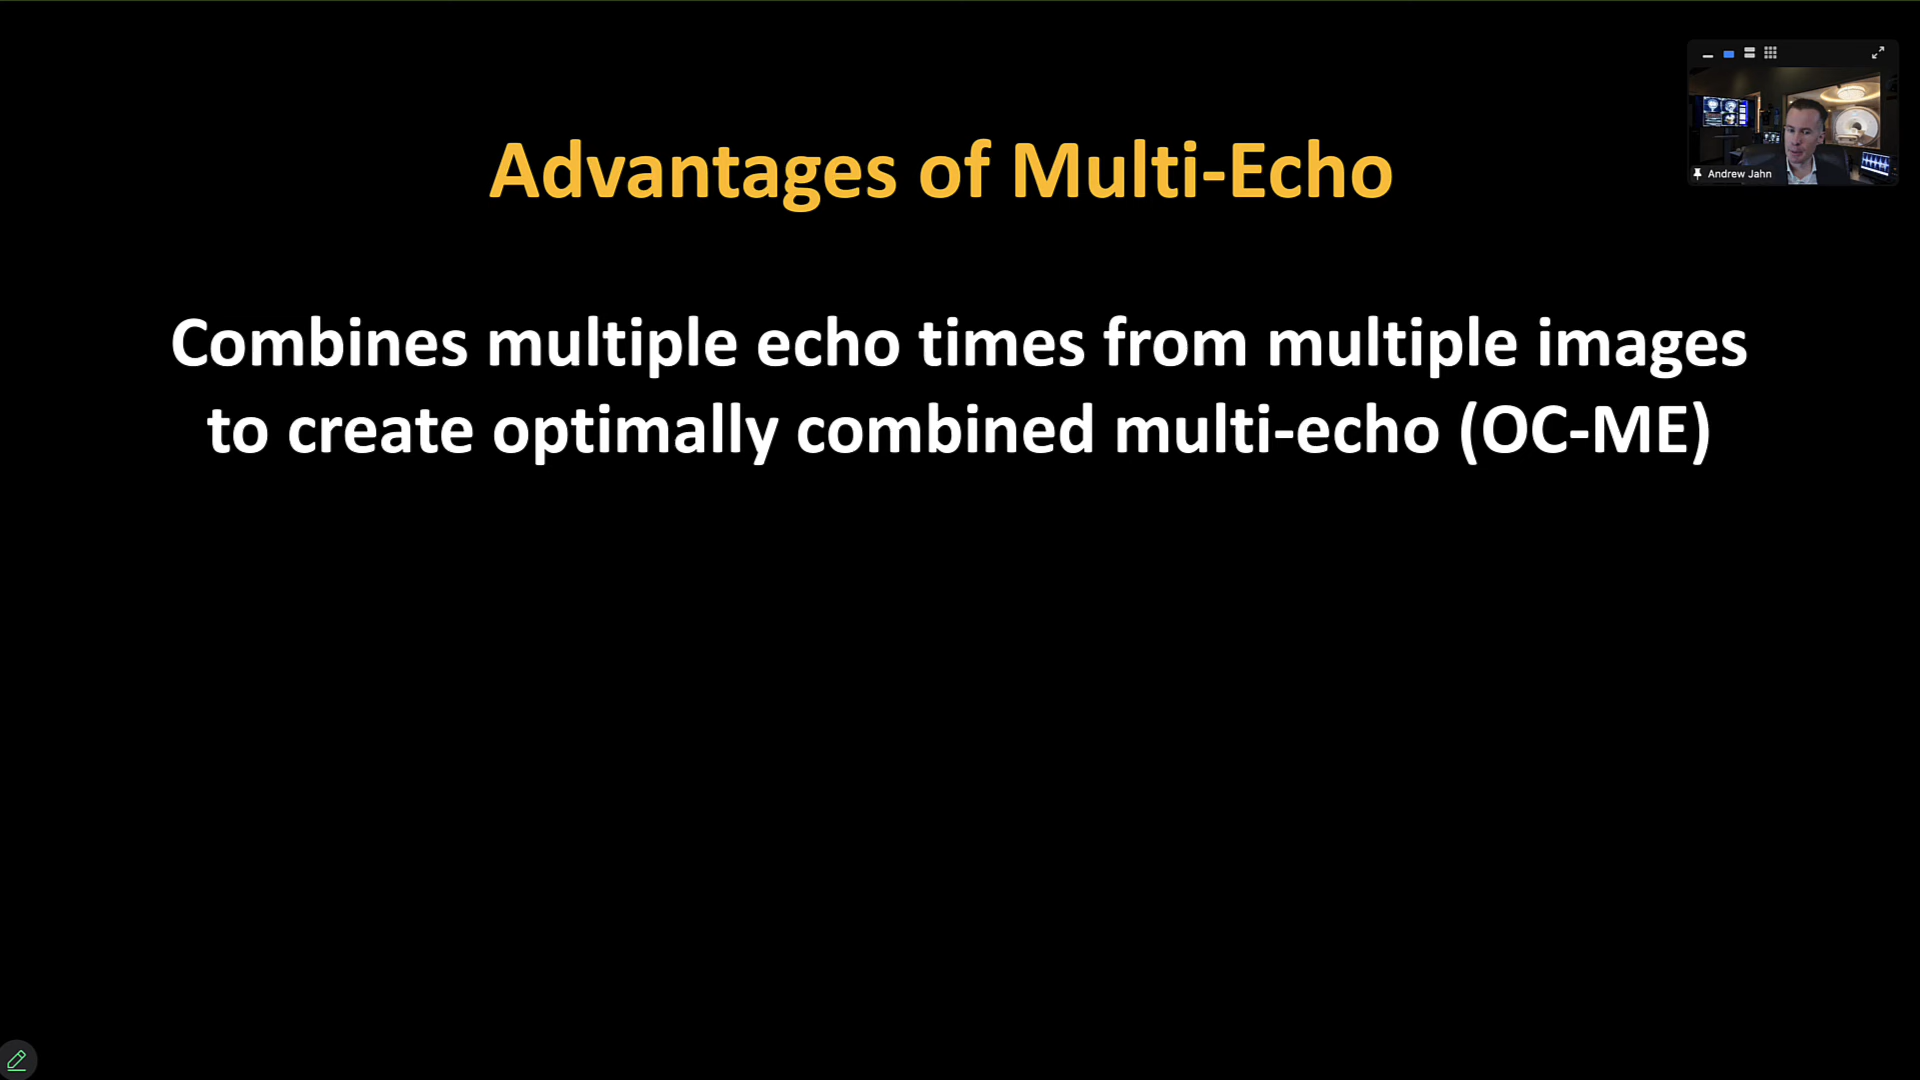 Advantages of Multi-Echo
Combines multiple echo times from multiple images
to create optimally combined multi-echo (OC-ME)
Andrew Jahn